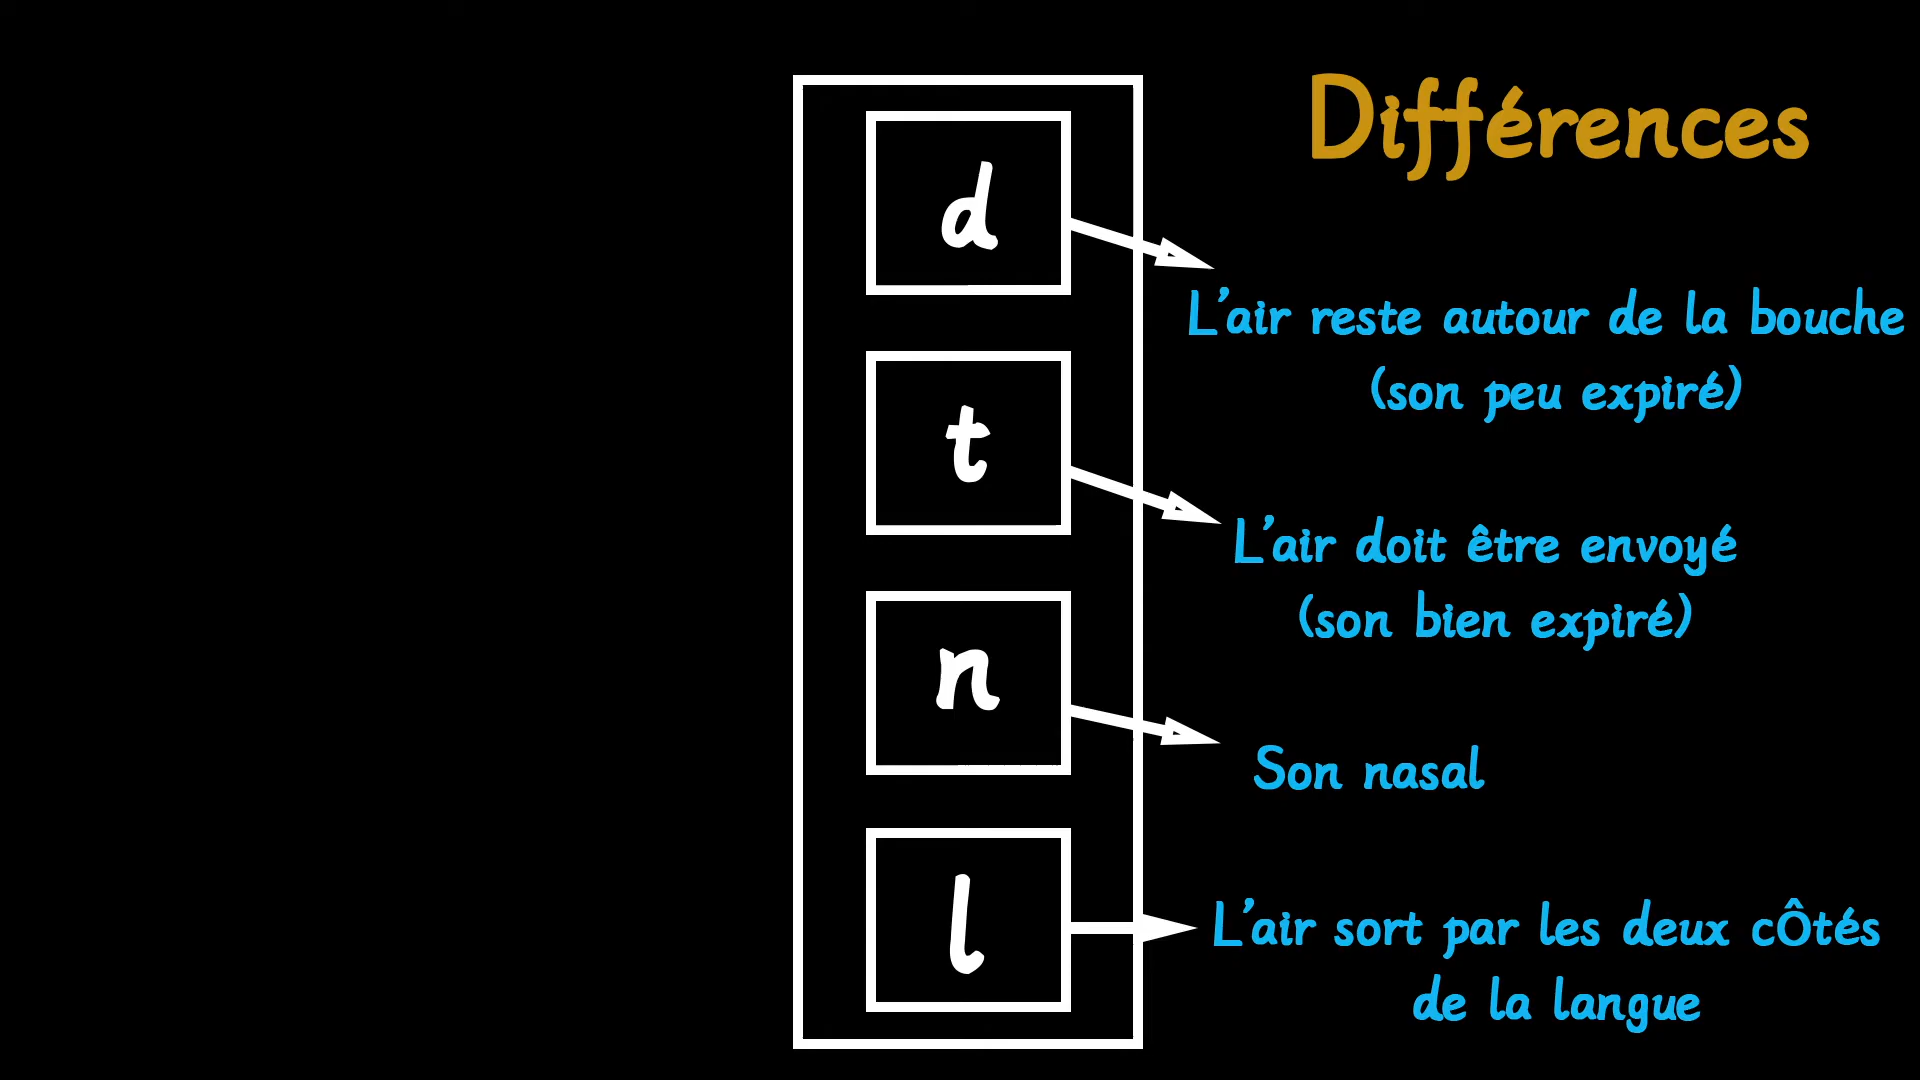 Différences
d
L'air reste autour de la bouche
(son peu expiré)
t
L'air doit être envoyé
(son bien expiré)
n
Son nasal
l
L'air sort par les deux cÔtés
de la langue